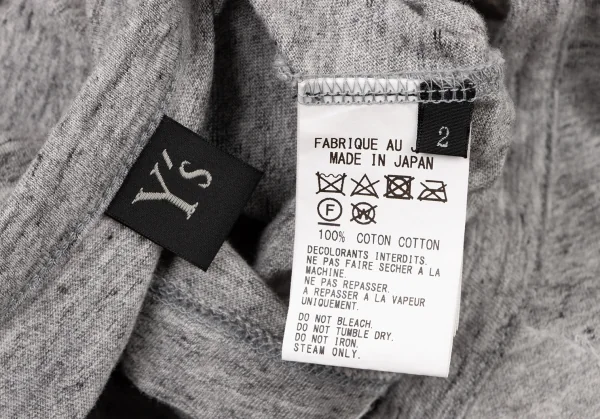 Y's
2
FABRIQUE AU J
MADE IN JAPAN
F
W
100% COTON COTTON
DECOLORANTS INTERDITS.
NE PAS FAIRE SECHER A LA
MACHINE.
NE PAS REPASSER.
A REPASSER A LA VAPEUR
UNIQUEMENT.
DO NOT BLEACH.
DO NOT TUMBLE DRY.
DO NOT IRON.
STEAM ONLY.